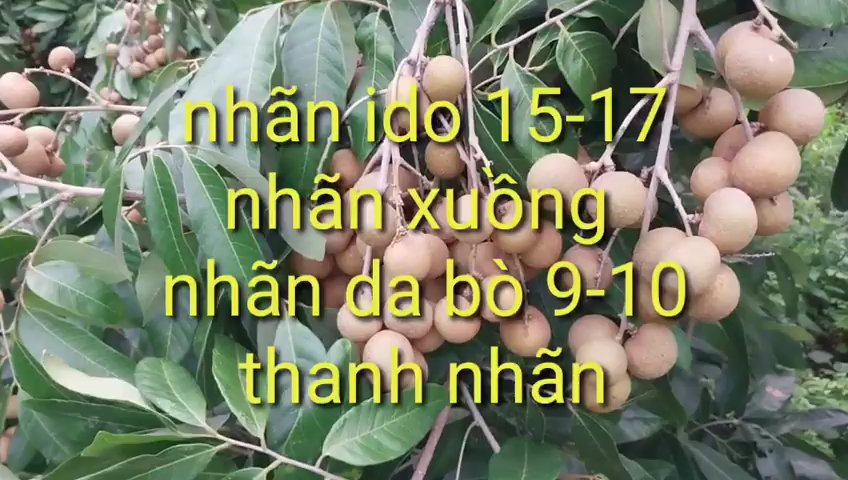 nhãn ido 15-17
nhãn xuồng
nhãn da bò 9-10
thanh nhãn